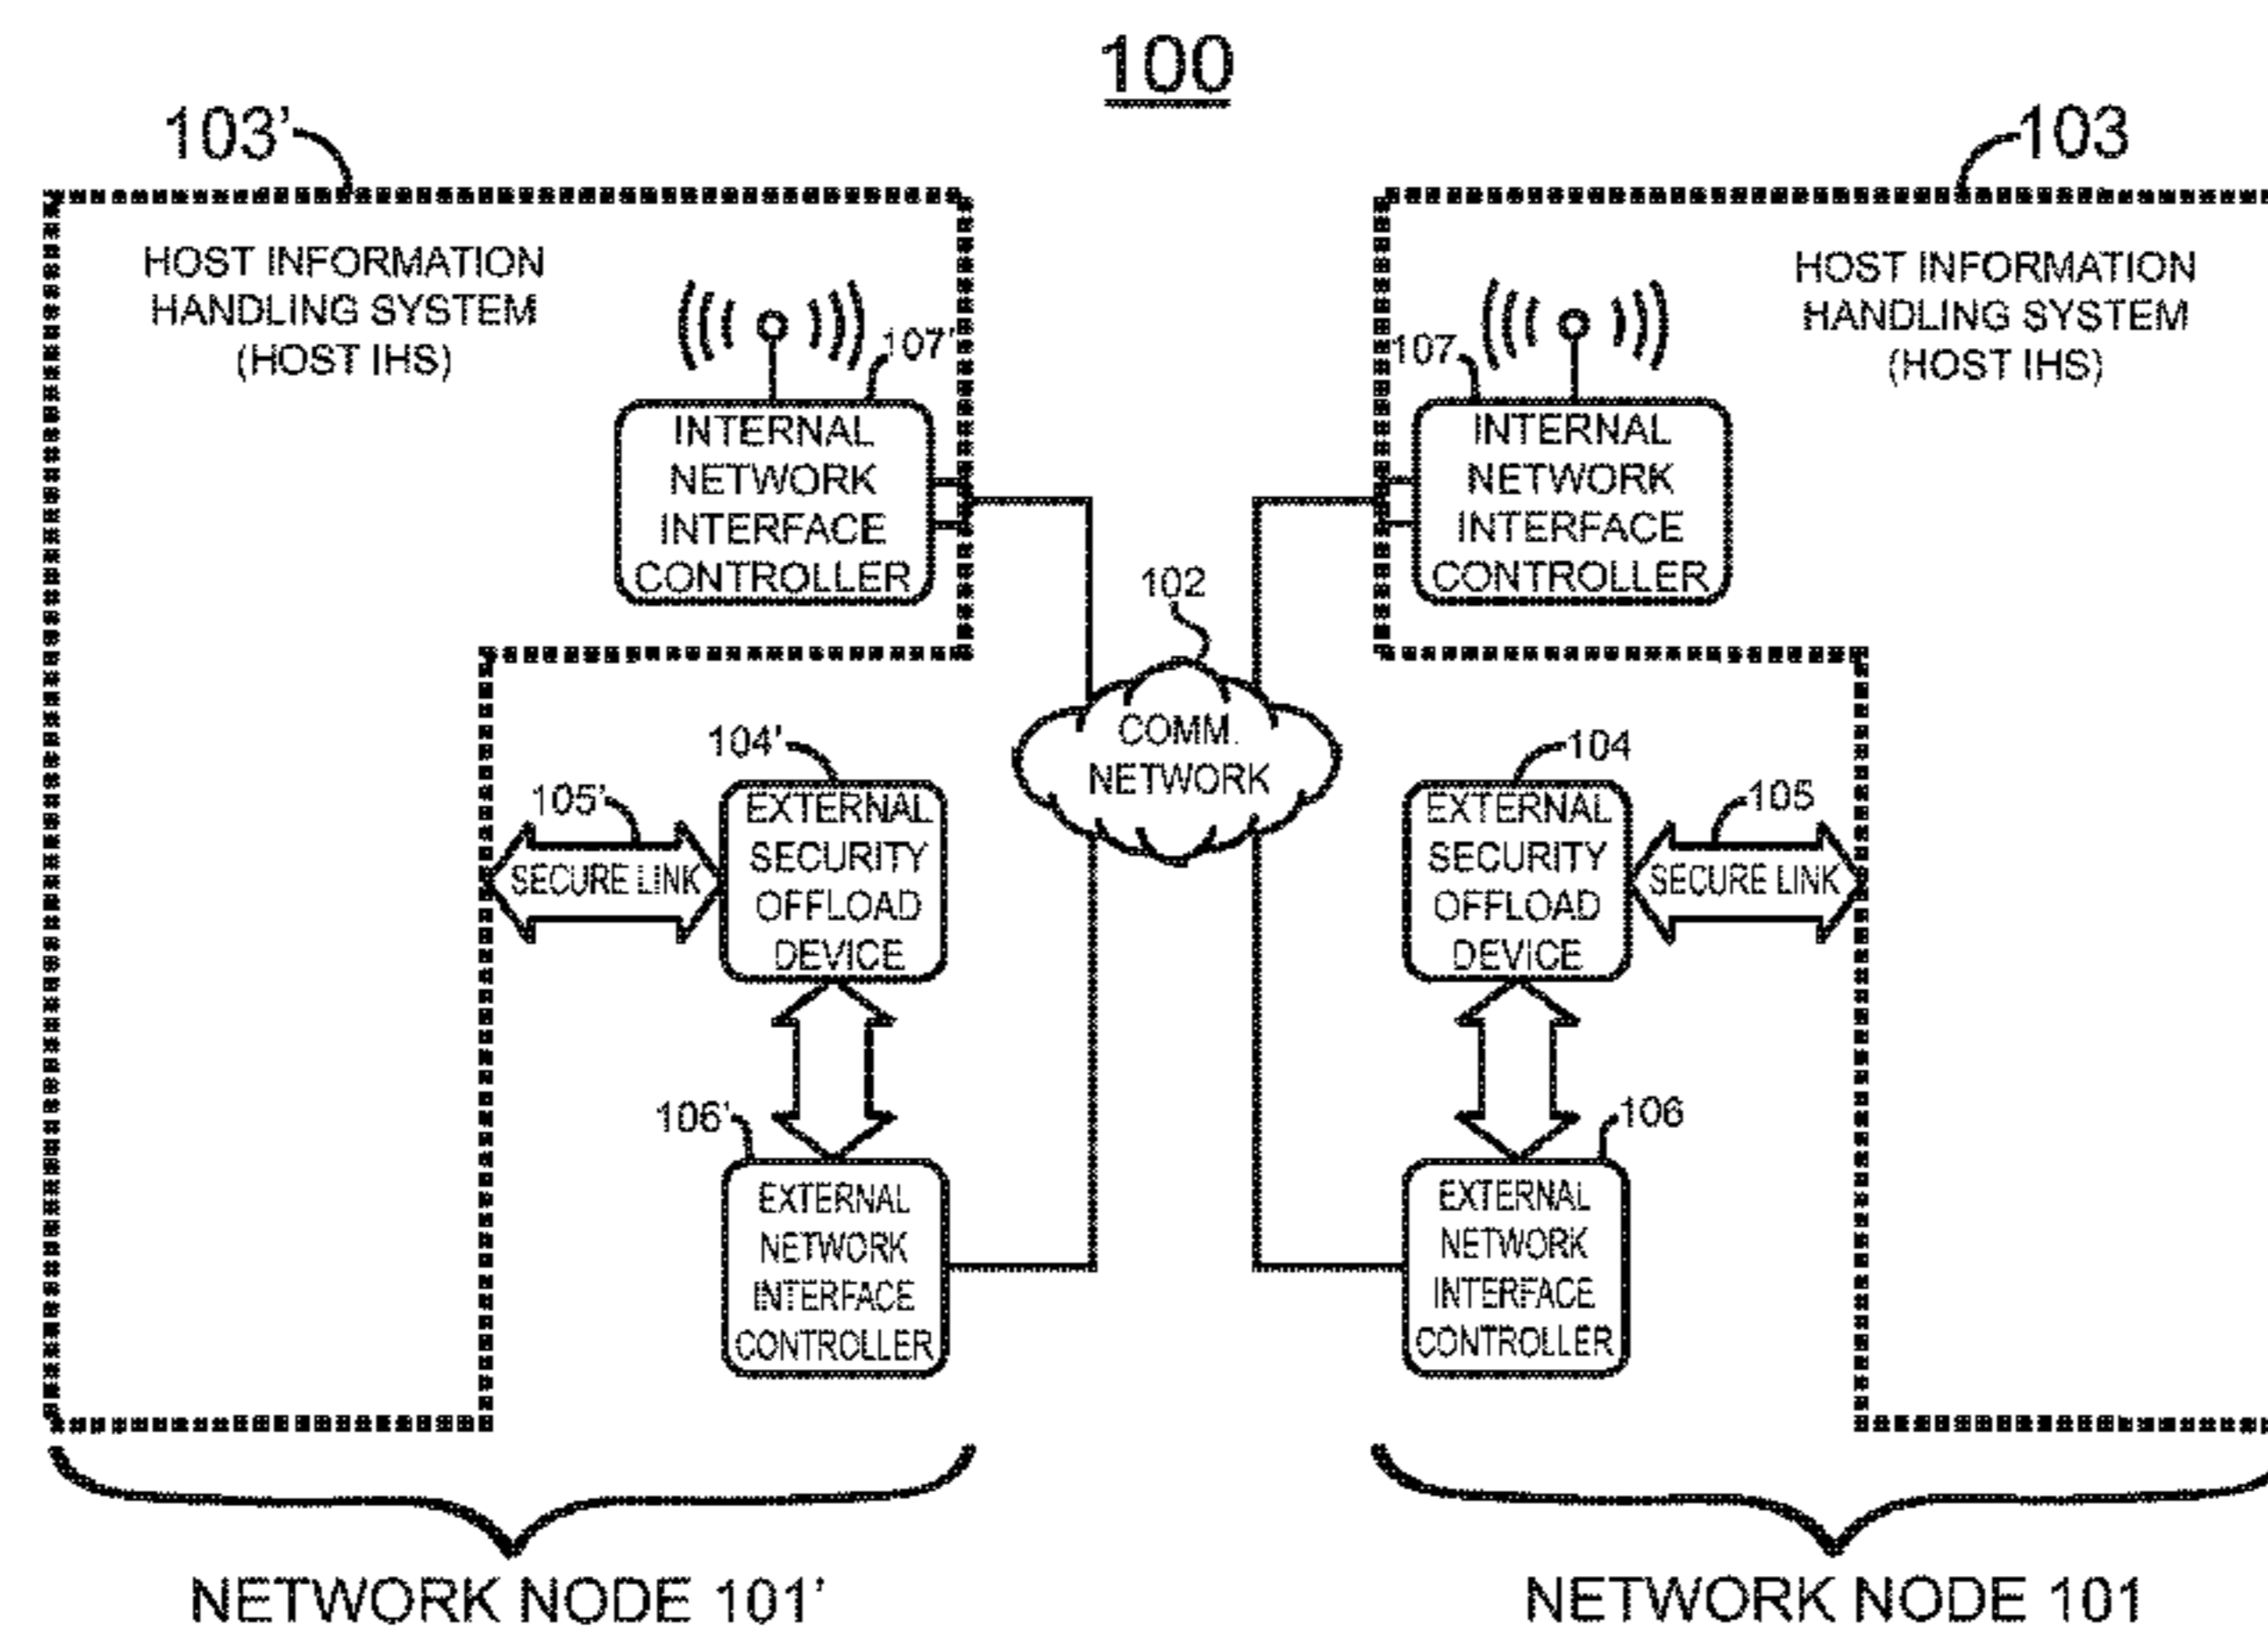 100
103'
103
HOST INFORMATION
HANDLING SYSTEM
(HOST IHS)
HOST INFORMATION
HANDLING SYSTEM
(HOST IHS)
107'
107
INTERNAL
NETWORK
INTERFACE
CONTROLLER
INTERNAL
NETWORK
INTERFACE
CONTROLLER
102
COMM.
NETWORK
104'
104
105'
105
SECURE LINK
EXTERNAL
SECURITY
OFFLOAD
DEVICE
EXTERNAL
SECURITY
OFFLOAD
DEVICE
SECURE LINK
106'
106
EXTERNAL
NETWORK
INTERFACE
CONTROLLER
EXTERNAL
NETWORK
INTERFACE
CONTROLLER
NETWORK NODE 101'
NETWORK NODE 101